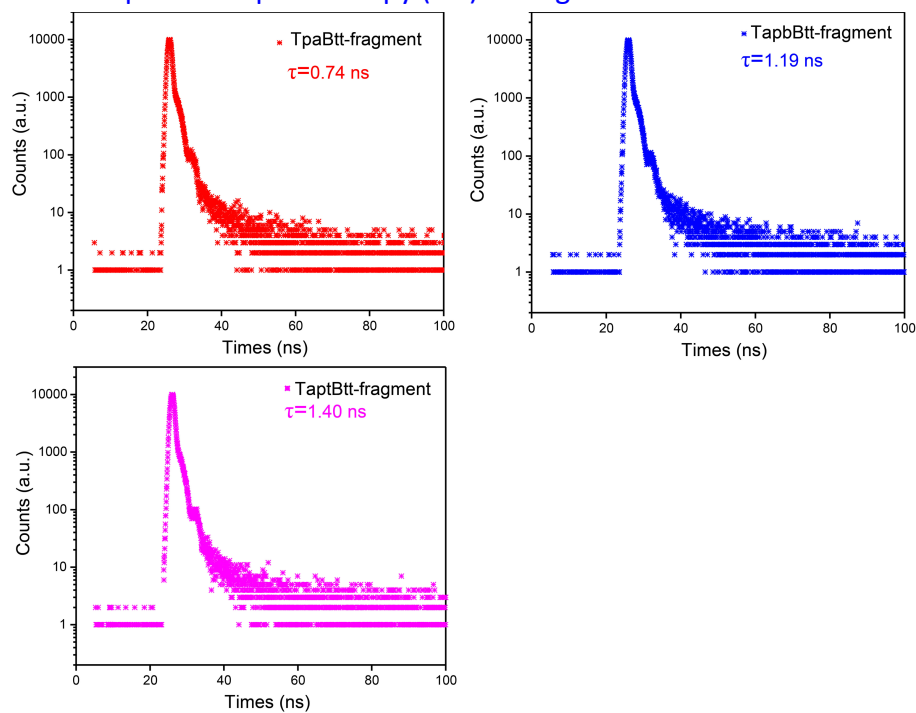 TpaBtt-fragment
τ=0.74 ns
Counts (a.u.)
10000
1000
100
10
1
0 20 40 60 80 100
Times (ns)
TapbBtt-fragment
τ=1.19 ns
Counts (a.u.)
10000
1000
100
10
1
0 20 40 60 80 100
Times (ns)
TaptBtt-fragment
τ=1.40 ns
Counts (a.u.)
10000
1000
100
10
1
0 20 40 60 80 100
Times (ns)